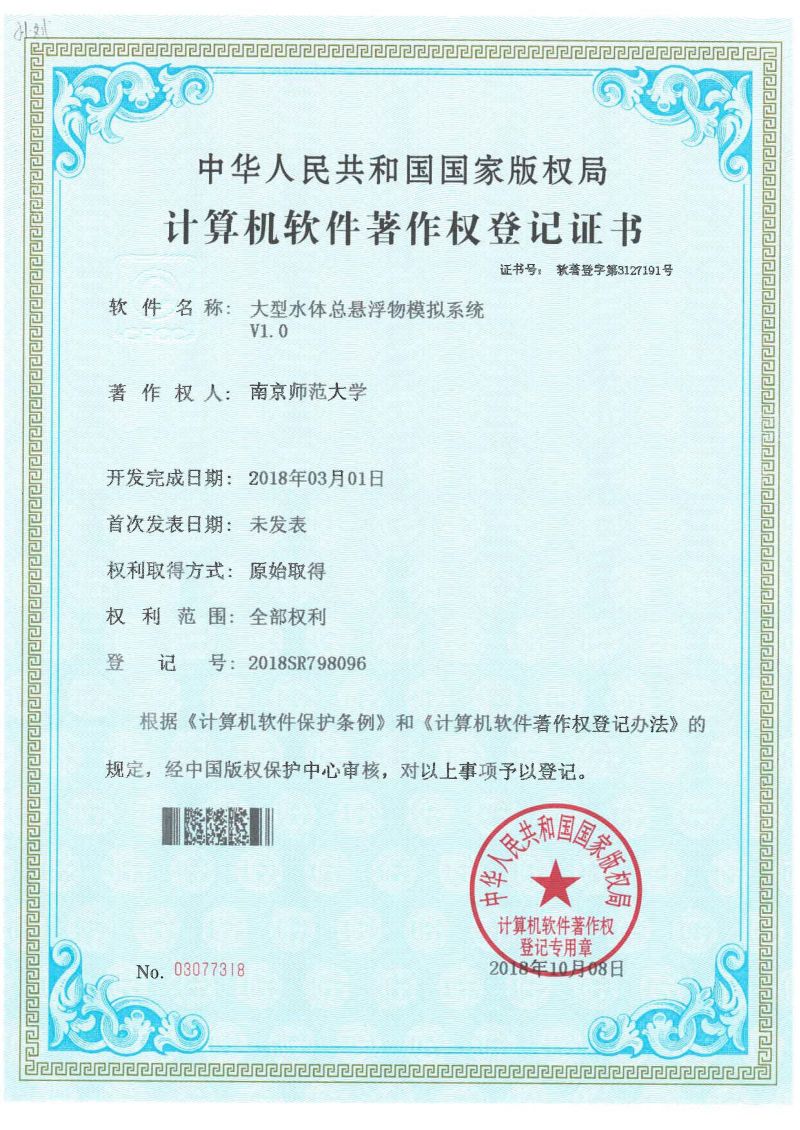 中华人民共和国国家版权局
计算机软件著作权登记证书
证书号： 软著登字第3127191号
软件名称： 大型水体总悬浮物模拟系统
V1.0
著作权人： 南京师范大学
开发完成日期： 2018年03月01日
首次发表日期： 未发表
权利取得方式： 原始取得
权利范围： 全部权利
登记号： 2018SR798096
根据《计算机软件保护条例》和《计算机软件著作权登记办法》的
规定，经中国版权保护中心审核，对以上事项予以登记。
中华人民共和国国家版权局
计算机软件著作权
登记专用章
No. 03077318
2018年10月08日